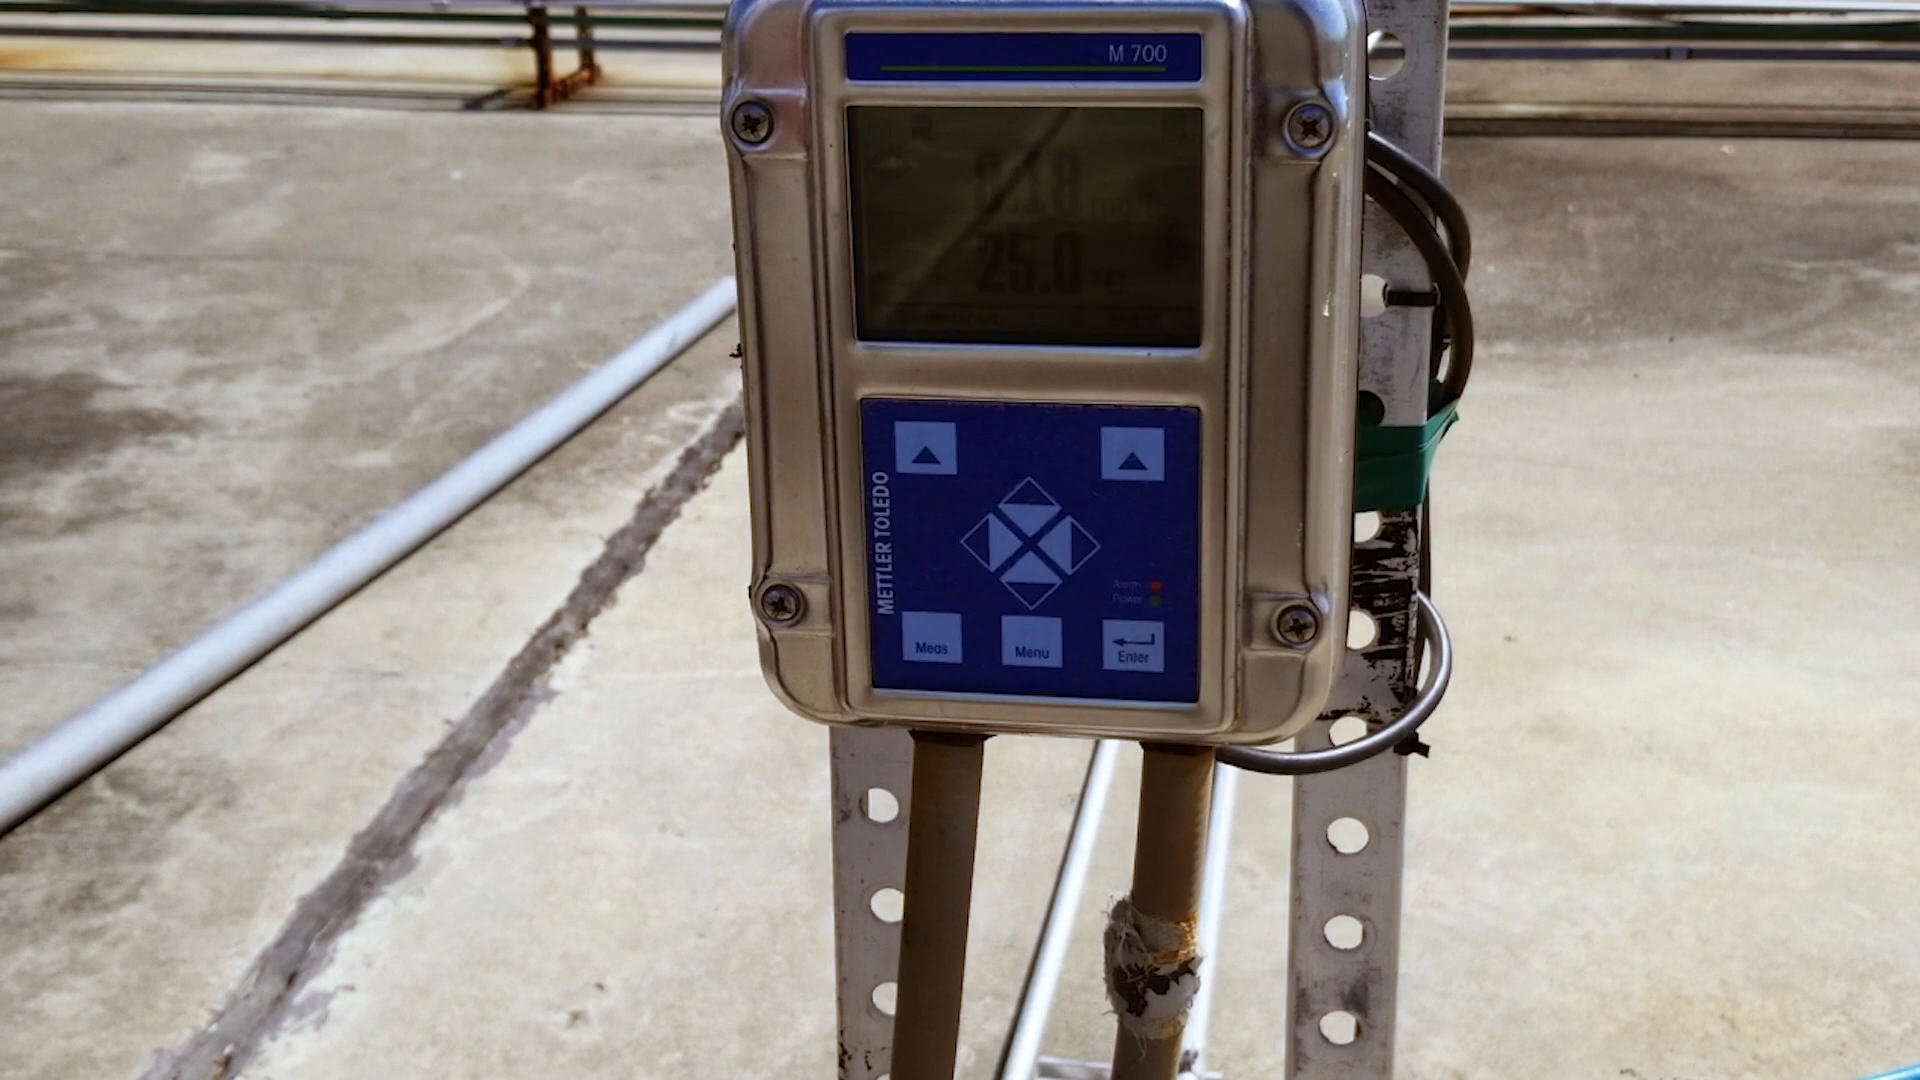 M 700
25.0 °C
METTLER TOLEDO
Alarm
Power
Meas
Menu
Enter